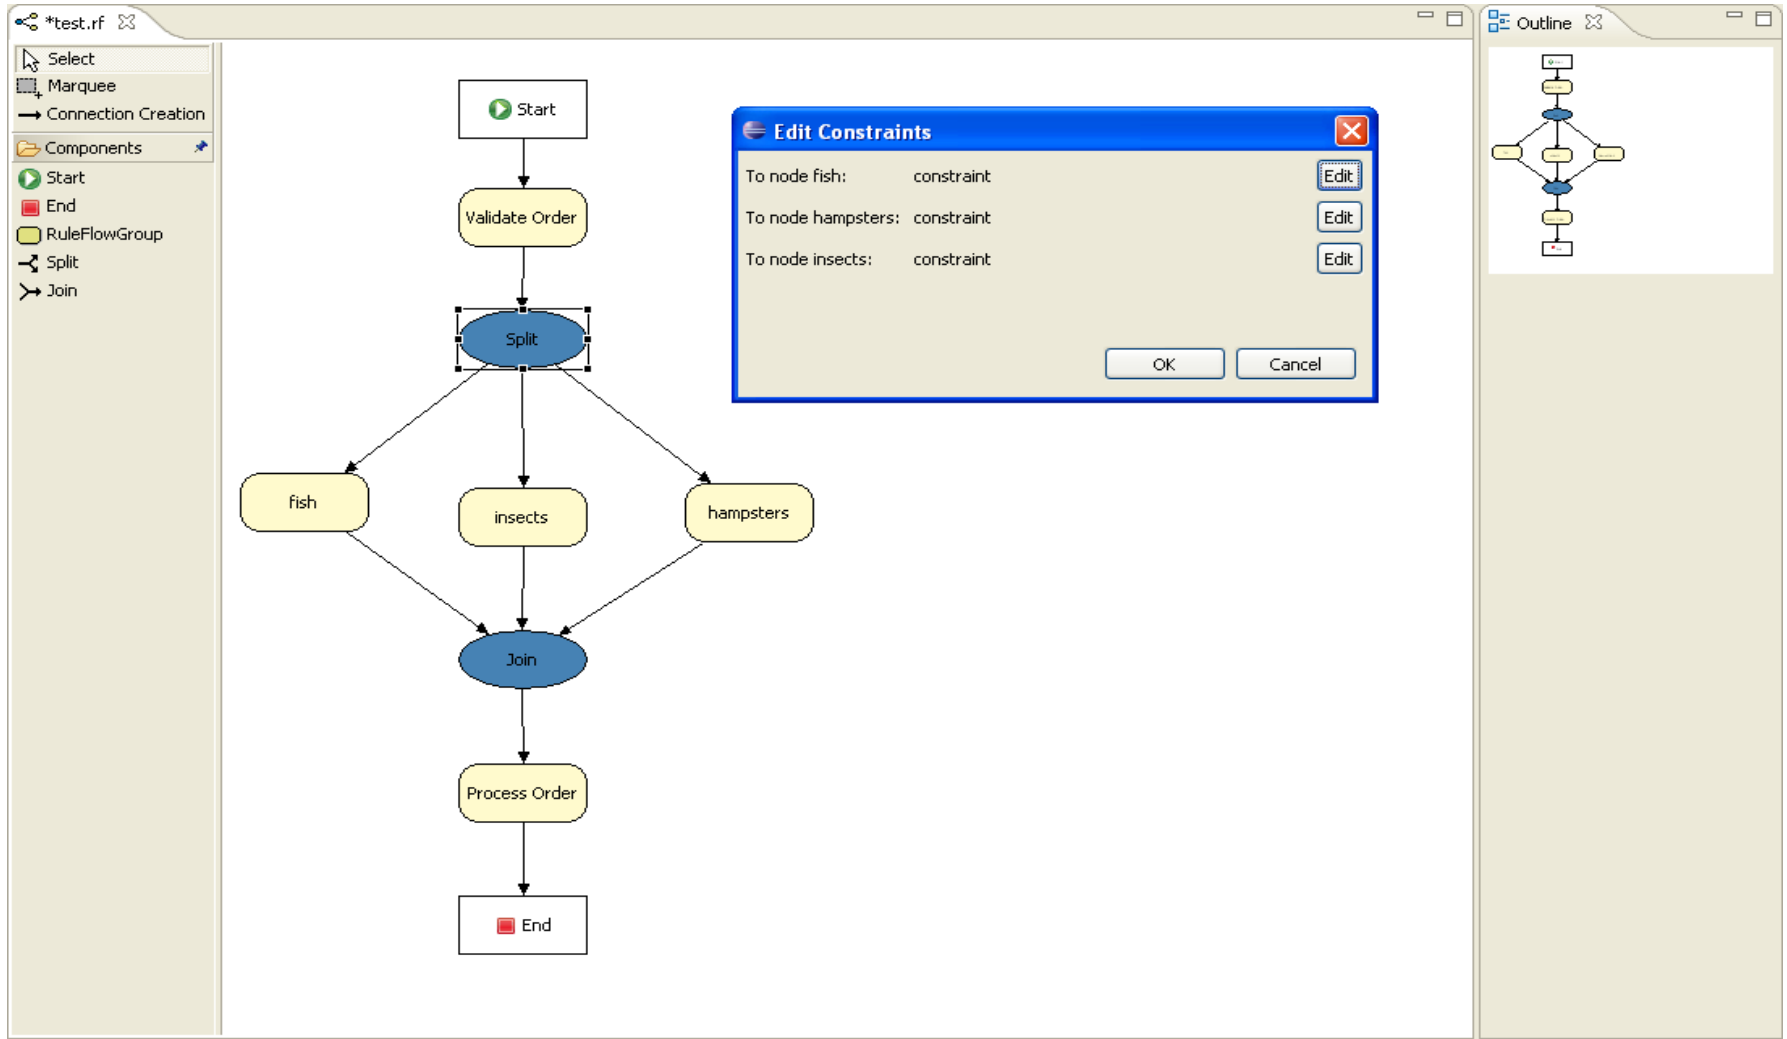 *test.rf
Select
Marquee
Connection Creation
Components
Start
End
RuleFlowGroup
Split
Join
Start
Validate Order
Split
fish
insects
hampsters
Join
Process Order
End
Edit Constraints
To node fish: constraint Edit
To node hampsters: constraint Edit
To node insects: constraint Edit
OK Cancel
Outline